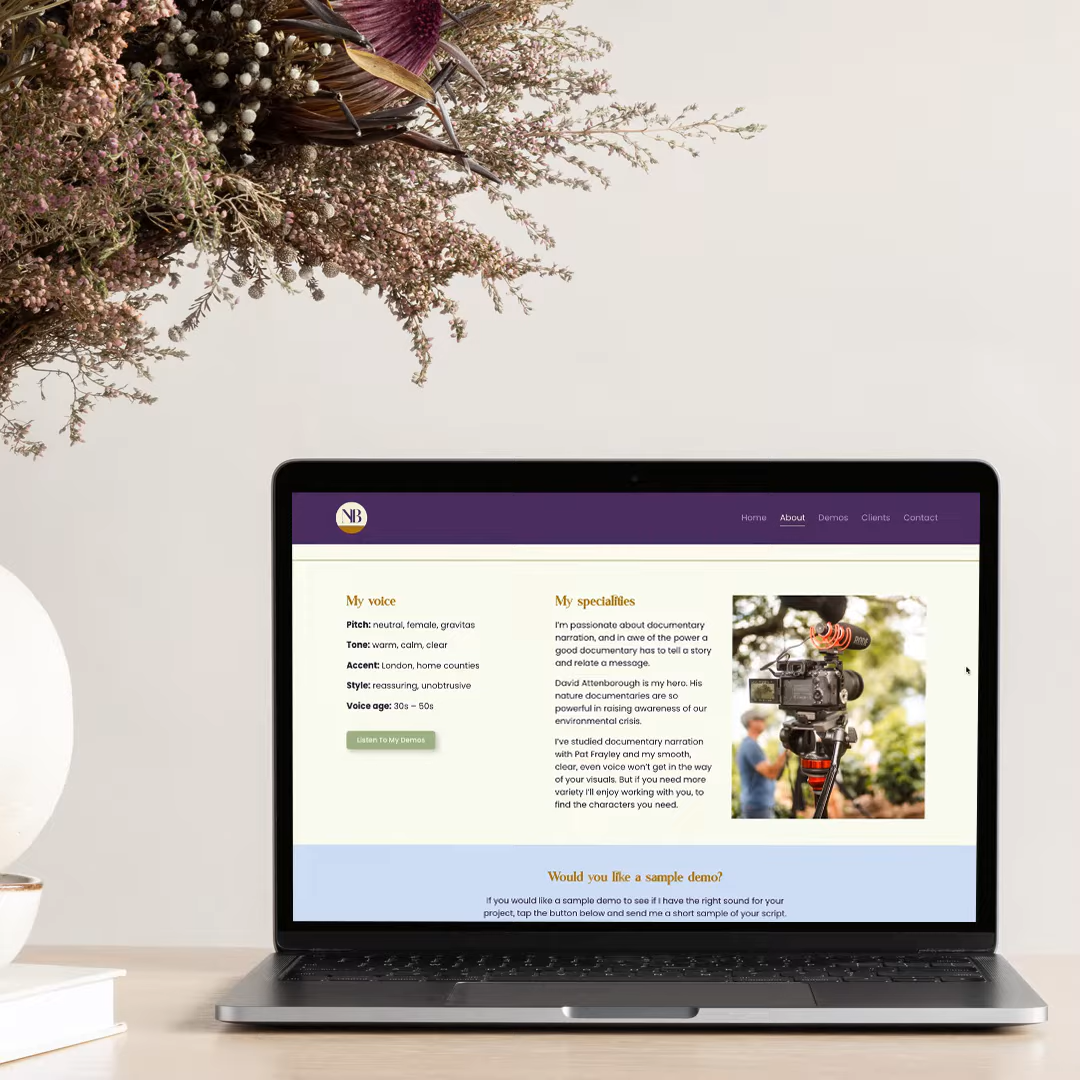 NB
Home About Demos Clients Contact
My voice
Pitch: neutral, female, gravitas
Tone: warm, calm, clear
Accent: London, home counties
Style: reassuring, unobtrusive
Voice age: 30s – 50s
Listen To My Demos
My specialities
I'm passionate about documentary
narration, and in awe of the power a
good documentary has to tell a story
and relate a message.
David Attenborough is my hero. His
nature documentaries are so
powerful in raising awareness of our
environmental crisis.
I've studied documentary narration
with Pat Frayley and my smooth,
clear, even voice won't get in the way
of your visuals. But if you need more
variety I'll enjoy working with you, to
find the characters you need.
RODE
Would you like a sample demo?
If you would like a sample demo to see if I have the right sound for your
project, tap the button below and send me a short sample of your script.